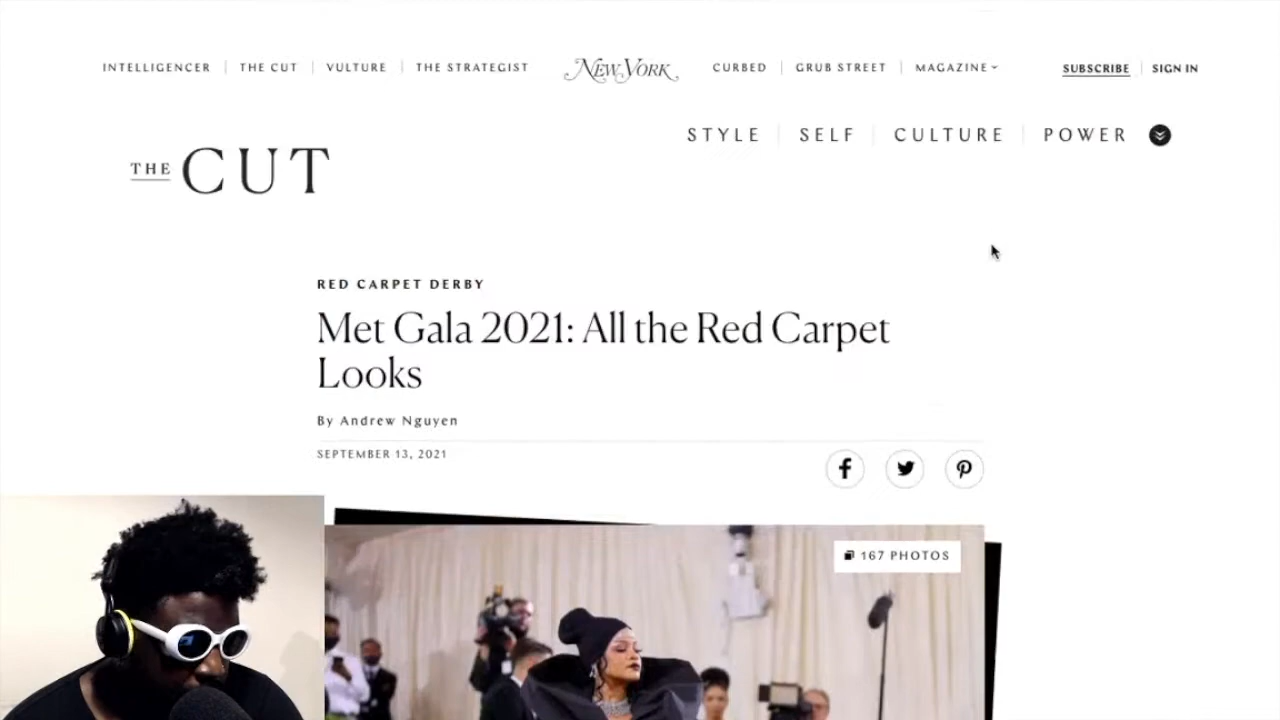 INTELLIGENCER
THE CUT
VULTURE
THE STRATEGIST
NEW YORK
CURBED
GRUB STREET
MAGAZINE
SUBSCRIBE
SIGN IN
STYLE
SELF
CULTURE
POWER
THE CUT
RED CARPET DERBY
Met Gala 2021: All the Red Carpet
Looks
By Andrew Nguyen
SEPTEMBER 13, 2021
167 PHOTOS